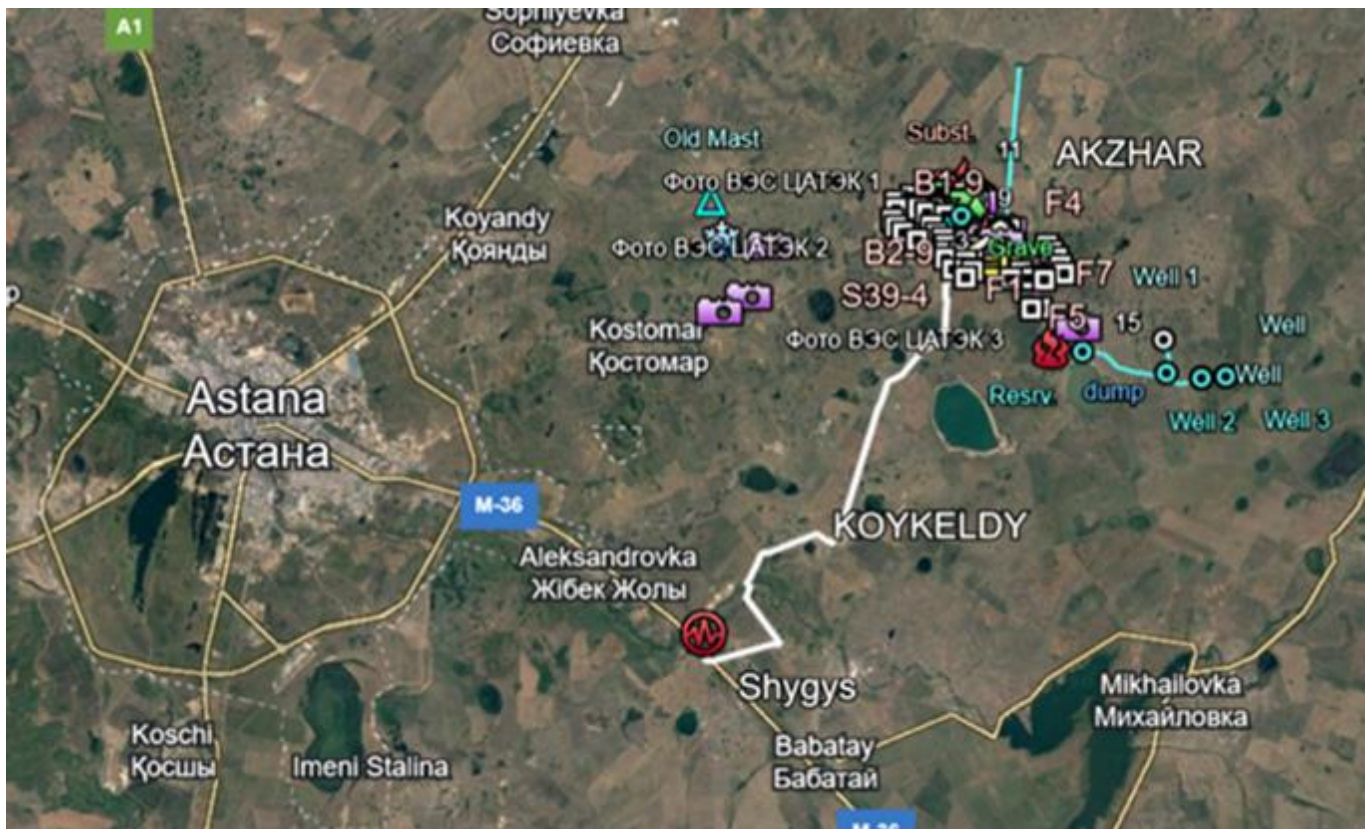 A1
Sophiyevka
Софиевка
Old Mast
Subst.
11
AKZHAR
Фото ВЭС ЦАТЭК 1
B1-9
9
F4
Koyandy
Қоянды
Фото ВЭС ЦАТЭК 2
B2-9
Grave
F7
Well 1
S39-4
F1
F5
15
Well
Kostomar
Қостомар
Фото ВЭС ЦАТЭК 3
Well
Astana
Астана
Resrv.
dump
Well 2
Well 3
M-36
KOYKELDY
Aleksandrovka
Жібек Жолы
Shygys
Mikhailovka
Михайловка
Koschi
Қосшы
Imeni Stalina
Babatay
Бабатай
M-36